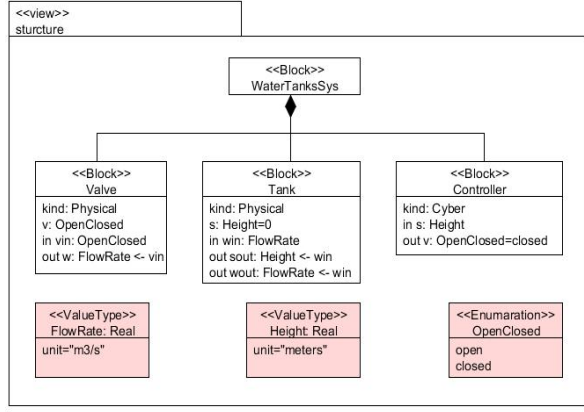 <<view>>
sturcture
<<Block>>
WaterTanksSys
<<Block>>
Valve
kind: Physical
v: OpenClosed
in vin: OpenClosed
out w: FlowRate <- vin
<<Block>>
Tank
kind: Physical
s: Height=0
in win: FlowRate
out sout: Height <- win
out wout: FlowRate <- win
<<Block>>
Controller
kind: Cyber
in s: Height
out v: OpenClosed=closed
<<ValueType>>
FlowRate: Real
unit="m3/s"
<<ValueType>>
Height: Real
unit="meters"
<<Enumaration>>
OpenClosed
open
closed